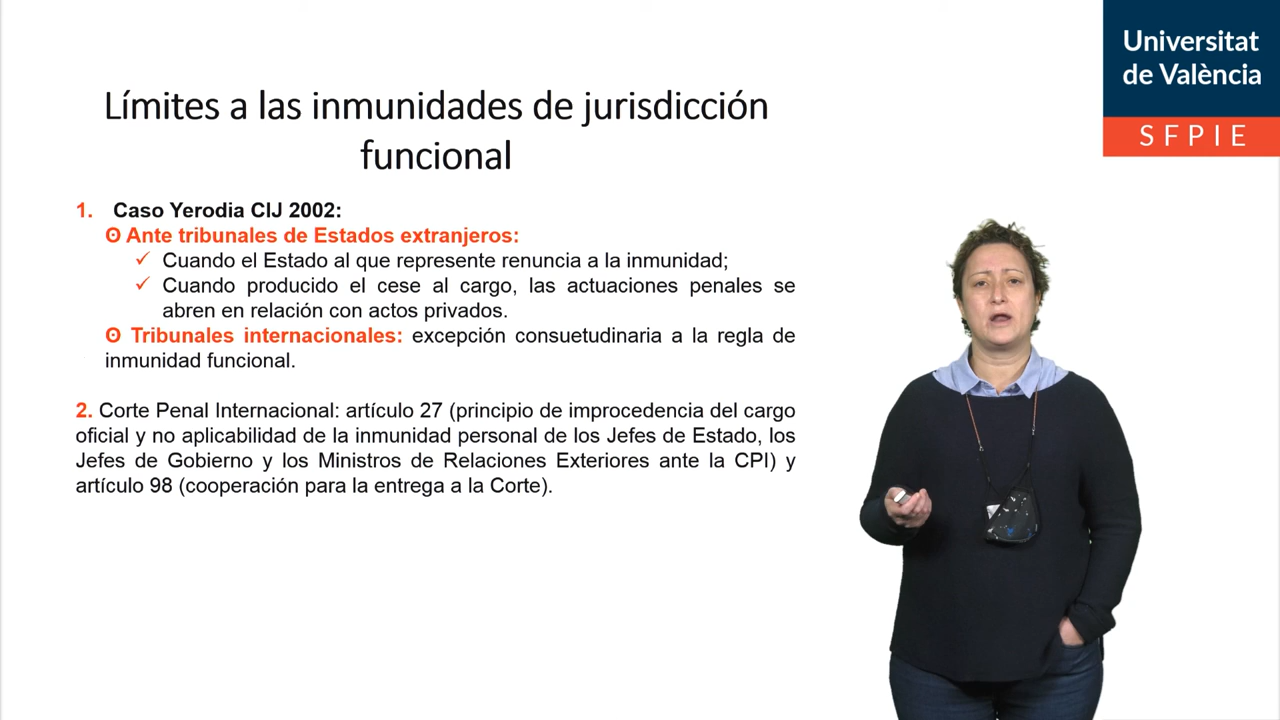 Universitat
de València
SFPIE
Límites a las inmunidades de jurisdicción
funcional
1. Caso Yerodia CIJ 2002:
ʘ Ante tribunales de Estados extranjeros:
✓ Cuando el Estado al que represente renuncia a la inmunidad;
✓ Cuando producido el cese al cargo, las actuaciones penales se
abren en relación con actos privados.
ʘ Tribunales internacionales: excepción consuetudinaria a la regla de
inmunidad funcional.
2. Corte Penal Internacional: artículo 27 (principio de improcedencia del cargo
oficial y no aplicabilidad de la inmunidad personal de los Jefes de Estado, los
Jefes de Gobierno y los Ministros de Relaciones Exteriores ante la CPI) y
artículo 98 (cooperación para la entrega a la Corte).